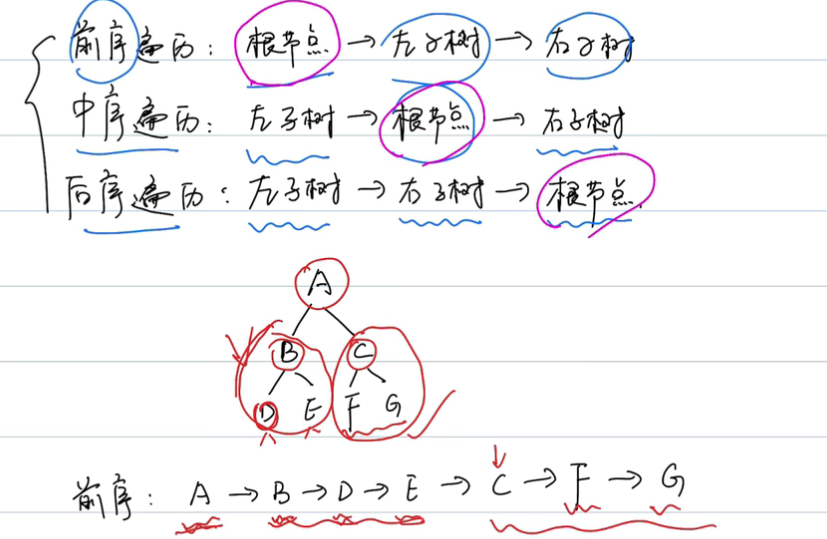 前序遍历：根节点→左子树→右子树
中序遍历：左子树→根节点→右子树
后序遍历：左子树→右子树→根节点
A
B C
D E F G
前序：A→B→D→E→C→F→G